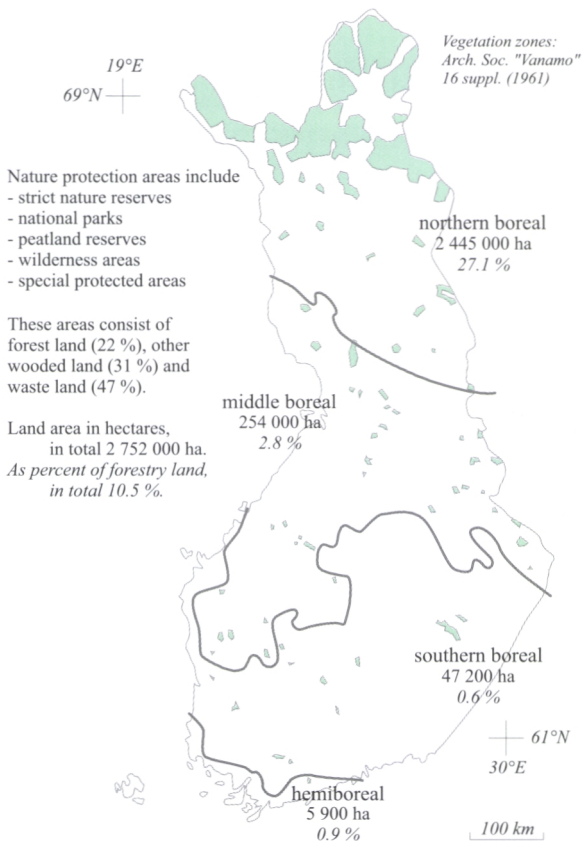 Vegetation zones:
Arch. Soc. "Vanamo"
16 suppl. (1961)
19°E
69°N
Nature protection areas include
- strict nature reserves
- national parks
- peatland reserves
- wilderness areas
- special protected areas
These areas consist of
forest land (22 %), other
wooded land (31 %) and
waste land (47 %).
Land area in hectares,
in total 2 752 000 ha.
As percent of forestry land,
in total 10.5 %.
northern boreal
2 445 000 ha
27.1 %
middle boreal
254 000 ha
2.8 %
southern boreal
47 200 ha
0.6 %
61°N
30°E
hemiboreal
5 900 ha
0.9 %
100 km